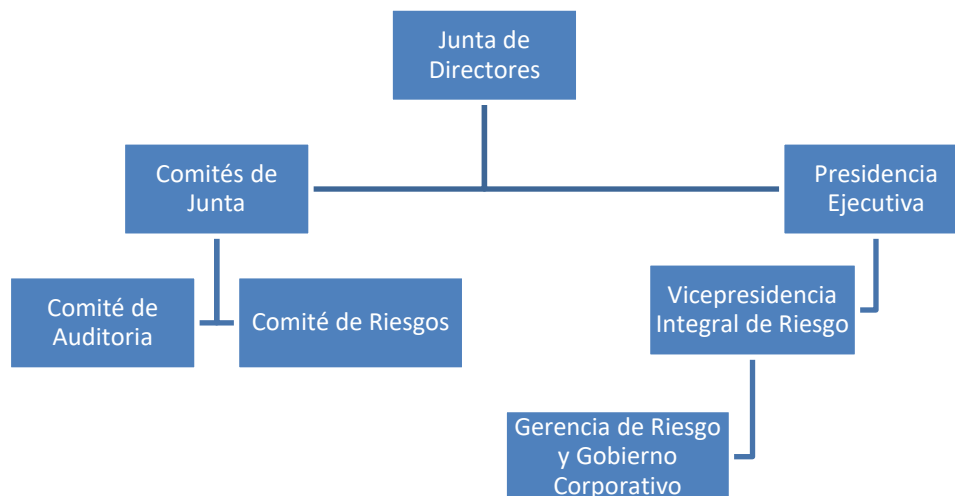 Junta de
Directores
Comités de
Junta
Presidencia
Ejecutiva
Comité de
Auditoria
Comité de Riesgos
Vicepresidencia
Integral de Riesgo
Gerencia de Riesgo
y Gobierno
Corporativo